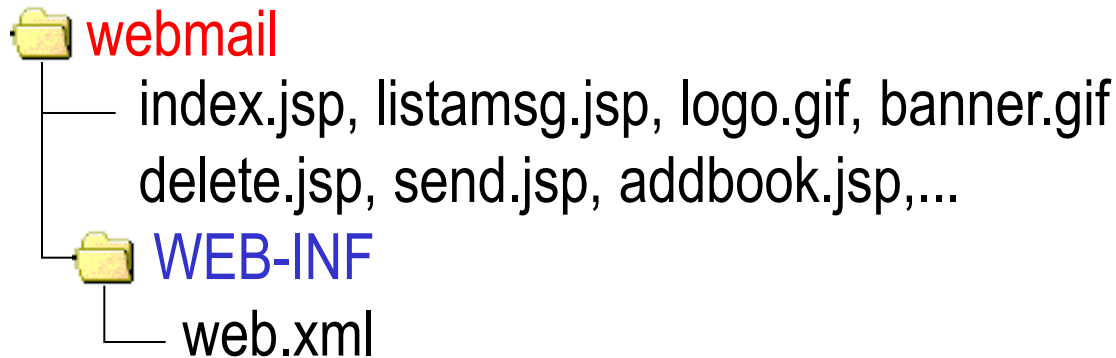 webmail
index.jsp, listamsg.jsp, logo.gif, banner.gif
delete.jsp, send.jsp, addbook.jsp,...
WEB-INF
web.xml